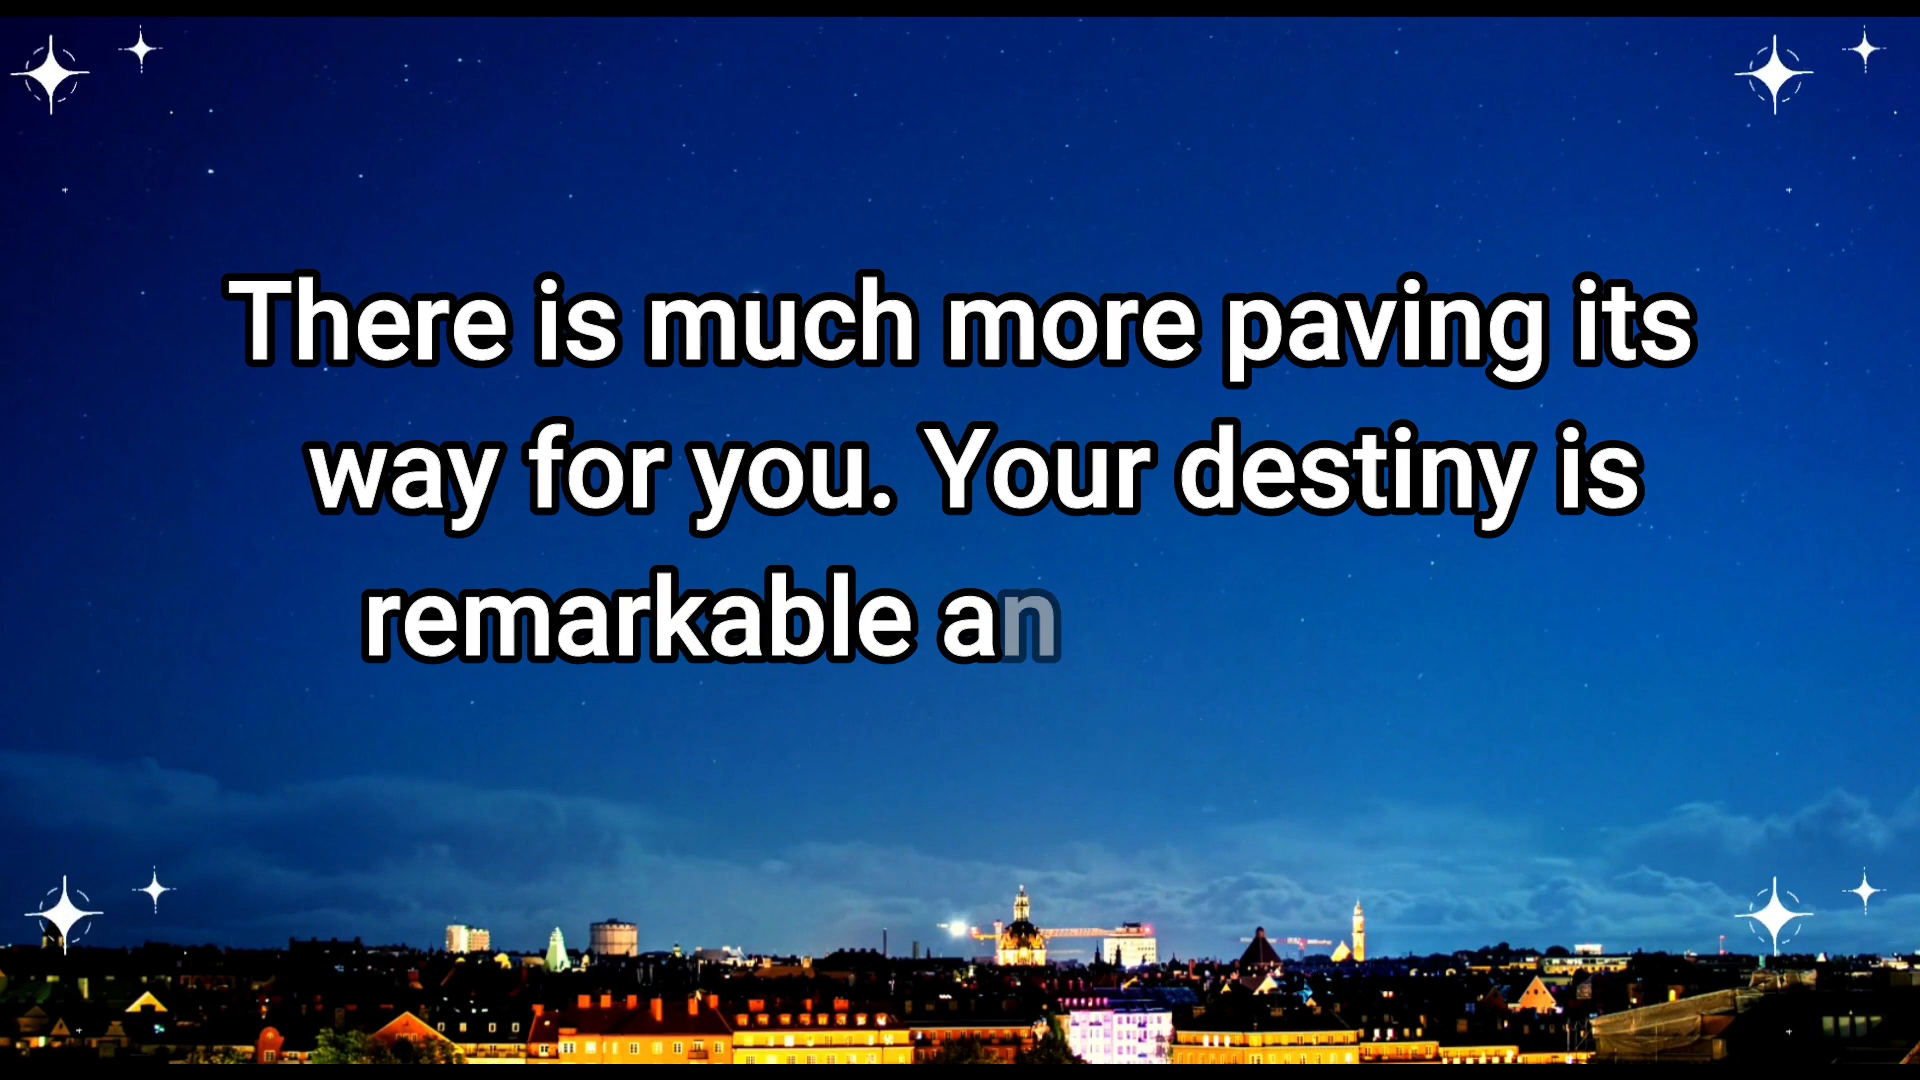 There is much more paving its
way for you. Your destiny is
remarkable an